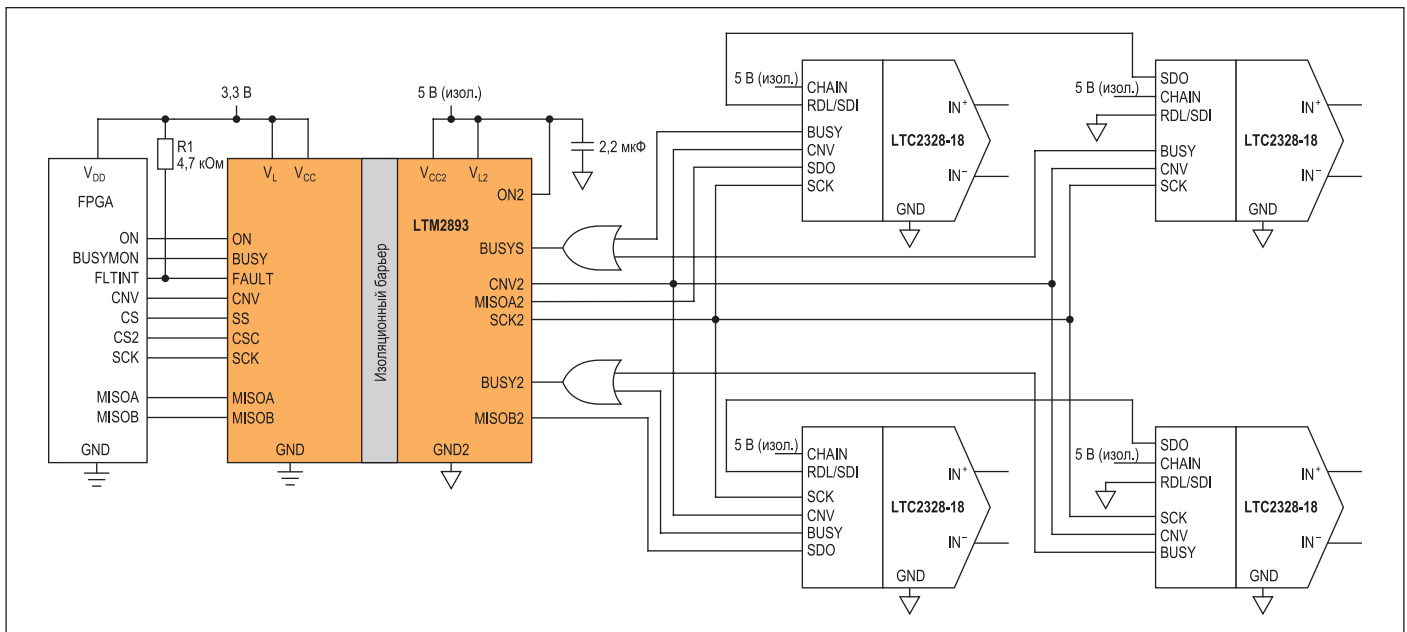 3,3 В
R1
4,7 кОм
V_DD
FPGA
ON
BUSYMON
FLTINT
CNV
CS
CS2
SCK
MISOA
MISOB
GND
V_L V_CC
ON
BUSY
FAULT
CNV
SS
CSC
SCK
MISOA
MISOB
GND
Изоляционный барьер
5 В (изол.)
2,2 мкФ
V_CC2 V_L2
ON2
LTM2893
BUSYS
CNV2
MISOA2
SCK2
BUSY2
MISOB2
GND2
5 В (изол.)
CHAIN
RDL/SDI
BUSY
CNV
SDO
SCK
IN+
LTC2328-18
IN−
GND
SDO
5 В (изол.)
CHAIN
RDL/SDI
BUSY
CNV
SCK
IN+
LTC2328-18
IN−
GND
5 В (изол.)
CHAIN
RDL/SDI
SCK
CNV
BUSY
SDO
IN+
LTC2328-18
IN−
GND
SDO
5 В (изол.)
CHAIN
RDL/SDI
SCK
CNV
BUSY
IN+
LTC2328-18
IN−
GND